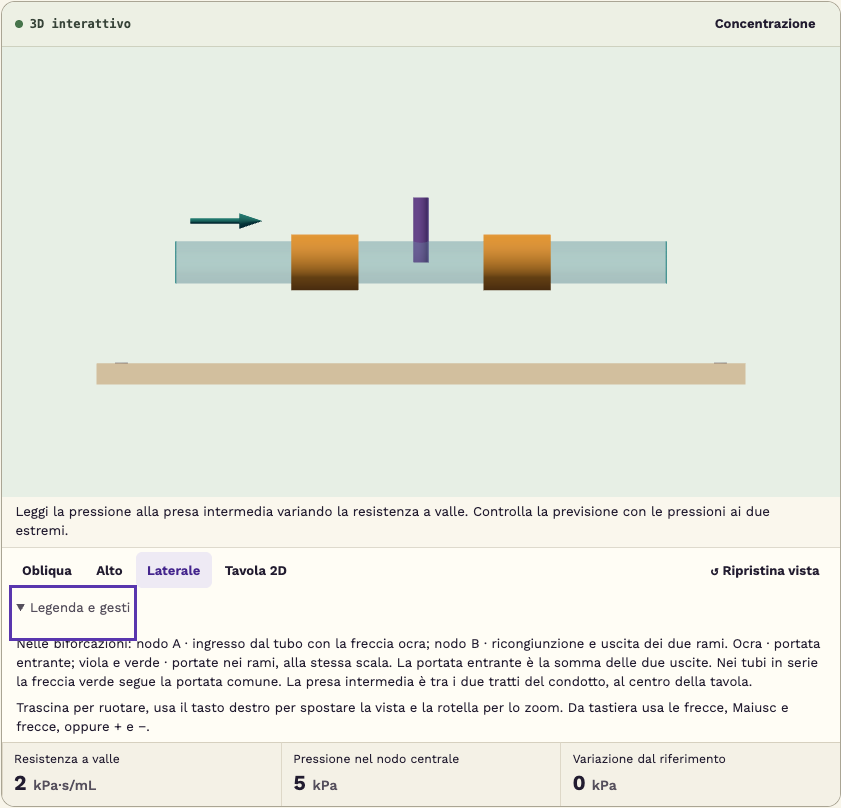 3D interattivo
Concentrazione
Leggi la pressione alla presa intermedia variando la resistenza a valle. Controlla la previsione con le pressioni ai due
estremi.
Obliqua Alto Laterale Tavola 2D
↺ Ripristina vista
▼ Legenda e gesti
Nelle biforcazioni: nodo A · ingresso dal tubo con la freccia ocra; nodo B · ricongiunzione e uscita dei due rami. Ocra · portata
entrante; viola e verde · portate nei rami, alla stessa scala. La portata entrante è la somma delle due uscite. Nei tubi in serie
la freccia verde segue la portata comune. La presa intermedia è tra i due tratti del condotto, al centro della tavola.
Trascina per ruotare, usa il tasto destro per spostare la vista e la rotella per lo zoom. Da tastiera usa le frecce, Maiusc e
frecce, oppure + e −.
Resistenza a valle
2 kPa·s/mL
Pressione nel nodo centrale
5 kPa
Variazione dal riferimento
0 kPa